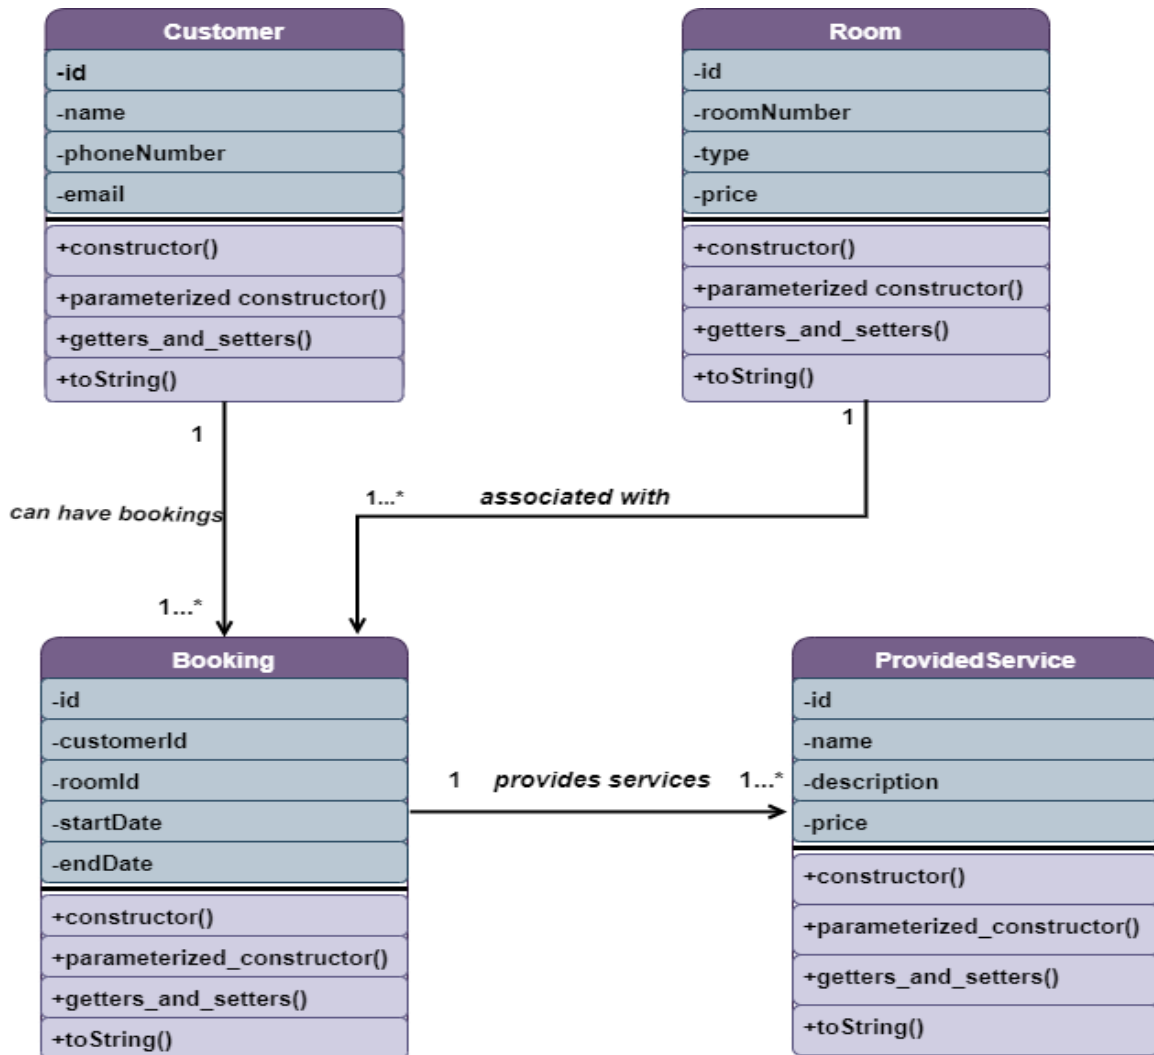 Customer
-id
-name
-phoneNumber
-email
+constructor()
+parameterized constructor()
+getters_and_setters()
+toString()
Room
-id
-roomNumber
-type
-price
+constructor()
+parameterized constructor()
+getters_and_setters()
+toString()
1
can have bookings
1...*
1
1...*
associated with
Booking
-id
-customerId
-roomId
-startDate
-endDate
+constructor()
+parameterized_constructor()
+getters_and_setters()
+toString()
1 provides services 1...*
ProvidedService
-id
-name
-description
-price
+constructor()
+parameterized_constructor()
+getters_and_setters()
+toString()